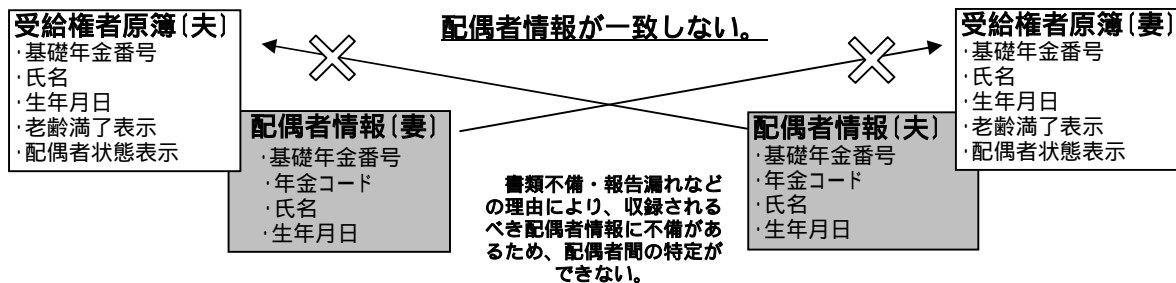 受給権者原簿〔夫〕
･基礎年金番号
･氏名
･生年月日
･老齢満了表示
･配偶者状態表示
配偶者情報〔妻〕
･基礎年金番号
･年金コード
･氏名
･生年月日
配偶者情報が一致しない。
書類不備・報告漏れなど
の理由により、収録される
べき配偶者情報に不備があ
るため、配偶者間の特定が
できない。
配偶者情報〔夫〕
･基礎年金番号
･年金コード
･氏名
･生年月日
受給権者原簿〔妻〕
･基礎年金番号
･氏名
･生年月日
･老齢満了表示
･配偶者状態表示